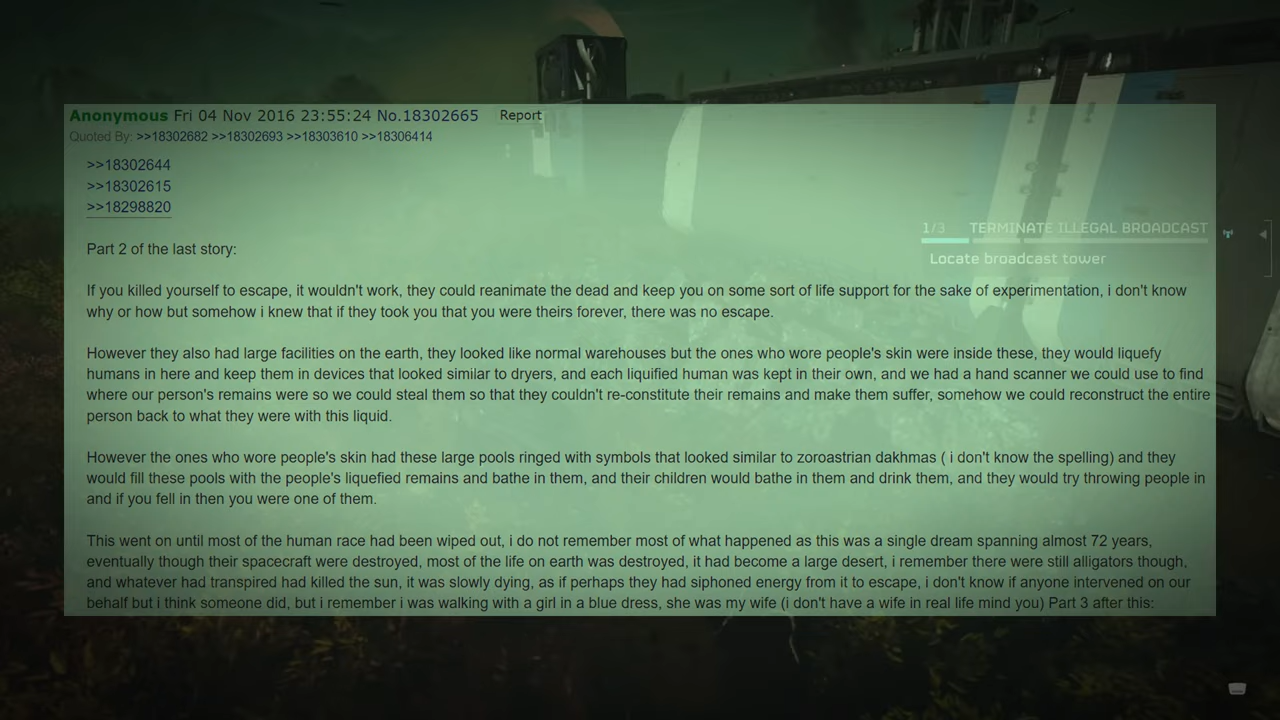 Anonymous Fri 04 Nov 2016 23:55:24 No.18302665 Report
Quoted By: >>18302682 >>18302693 >>18303610 >>18306414
>>18302644
>>18302615
>>18298820
1/3 TERMINATE ILLEGAL BROADCAST
Locate broadcast tower
Part 2 of the last story:
If you killed yourself to escape, it wouldn't work, they could reanimate the dead and keep you on some sort of life support for the sake of experimentation, i don't know
why or how but somehow i knew that if they took you that you were theirs forever, there was no escape.
However they also had large facilities on the earth, they looked like normal warehouses but the ones who wore people's skin were inside these, they would liquefy
humans in here and keep them in devices that looked similar to dryers, and each liquified human was kept in their own, and we had a hand scanner we could use to find
where our person's remains were so we could steal them so that they couldn't re-constitute their remains and make them suffer, somehow we could reconstruct the entire
person back to what they were with this liquid.
However the ones who wore people's skin had these large pools ringed with symbols that looked similar to zoroastrian dakhmas ( i don't know the spelling) and they
would fill these pools with the people's liquefied remains and bathe in them, and their children would bathe in them and drink them, and they would try throwing people in
and if you fell in then you were one of them.
This went on until most of the human race had been wiped out, i do not remember most of what happened as this was a single dream spanning almost 72 years,
eventually though their spacecraft were destroyed, most of the life on earth was destroyed, it had become a large desert, i remember there were still alligators though,
and whatever had transpired had killed the sun, it was slowly dying, as if perhaps they had siphoned energy from it to escape, i don't know if anyone intervened on our
behalf but i think someone did, but i remember i was walking with a girl in a blue dress, she was my wife (i don't have a wife in real life mind you) Part 3 after this: